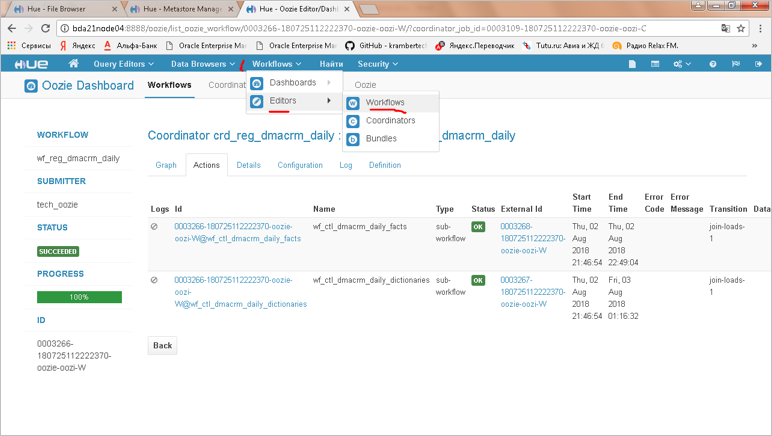 Hue - File Browser
Hue - Metastore Manag
Hue - Oozie Editor/Dash
bda21node04:8888/oozie/list_oozie_workflow/0003266-180725112222370-oozie-oozi-W/?coordinator_job_id=0003109-180725112222370-oozie-oozi-C
Сервисы
Яндекс
Альфа-Банк
Oracle Enterprise Man
Oracle Enterprise Man
GitHub - krambertech
Яндекс.Переводчик
Tutu.ru: Авиа и ЖД Б
Радио Relax FM.
HUE
Query Editors
Data Browsers
Workflows
Найти
Security
Oozie Dashboard
Workflows
Coordinat
Oozie
Dashboards
Editors
Workflows
Coordinators
Bundles
WORKFLOW
wf_reg_dmacrm_daily
SUBMITTER
tech_oozie
STATUS
SUCCEEDED
PROGRESS
100%
ID
0003266-
180725112222370-
oozie-oozi-W
Coordinator crd_reg_dmacrm_daily : _dmacrm_daily
Graph
Actions
Details
Configuration
Log
Definition
Logs Id Name Type Status External Id Start Time End Time Error Code Error Message Transition Data
0003266-180725112222370-oozie-
oozi-W@wf_ctl_dmacrm_daily_facts
wf_ctl_dmacrm_daily_facts
sub-
workflow
OK
0003268-
180725112222370-
oozie-oozi-W
Thu, 02
Aug
2018
21:46:54
Thu, 02
Aug
2018
22:49:04
join-loads-
1
0003266-180725112222370-oozie-
oozi-
W@wf_ctl_dmacrm_daily_dictionaries
wf_ctl_dmacrm_daily_dictionaries
sub-
workflow
OK
0003267-
180725112222370-
oozie-oozi-W
Thu, 02
Aug
2018
21:46:54
Fri, 03
Aug
2018
01:16:32
join-loads-
1
Back